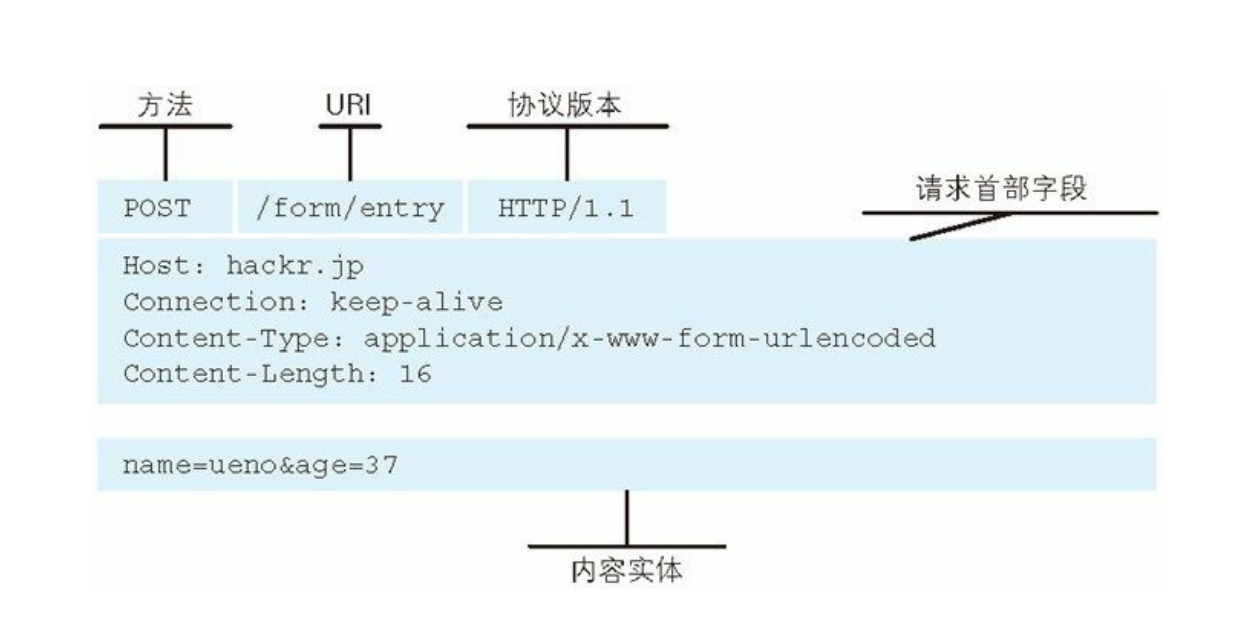 方法 URI 协议版本
请求首部字段
POST /form/entry HTTP/1.1
Host: hackr.jp
Connection: keep-alive
Content-Type: application/x-www-form-urlencoded
Content-Length: 16
name=ueno&age=37
内容实体